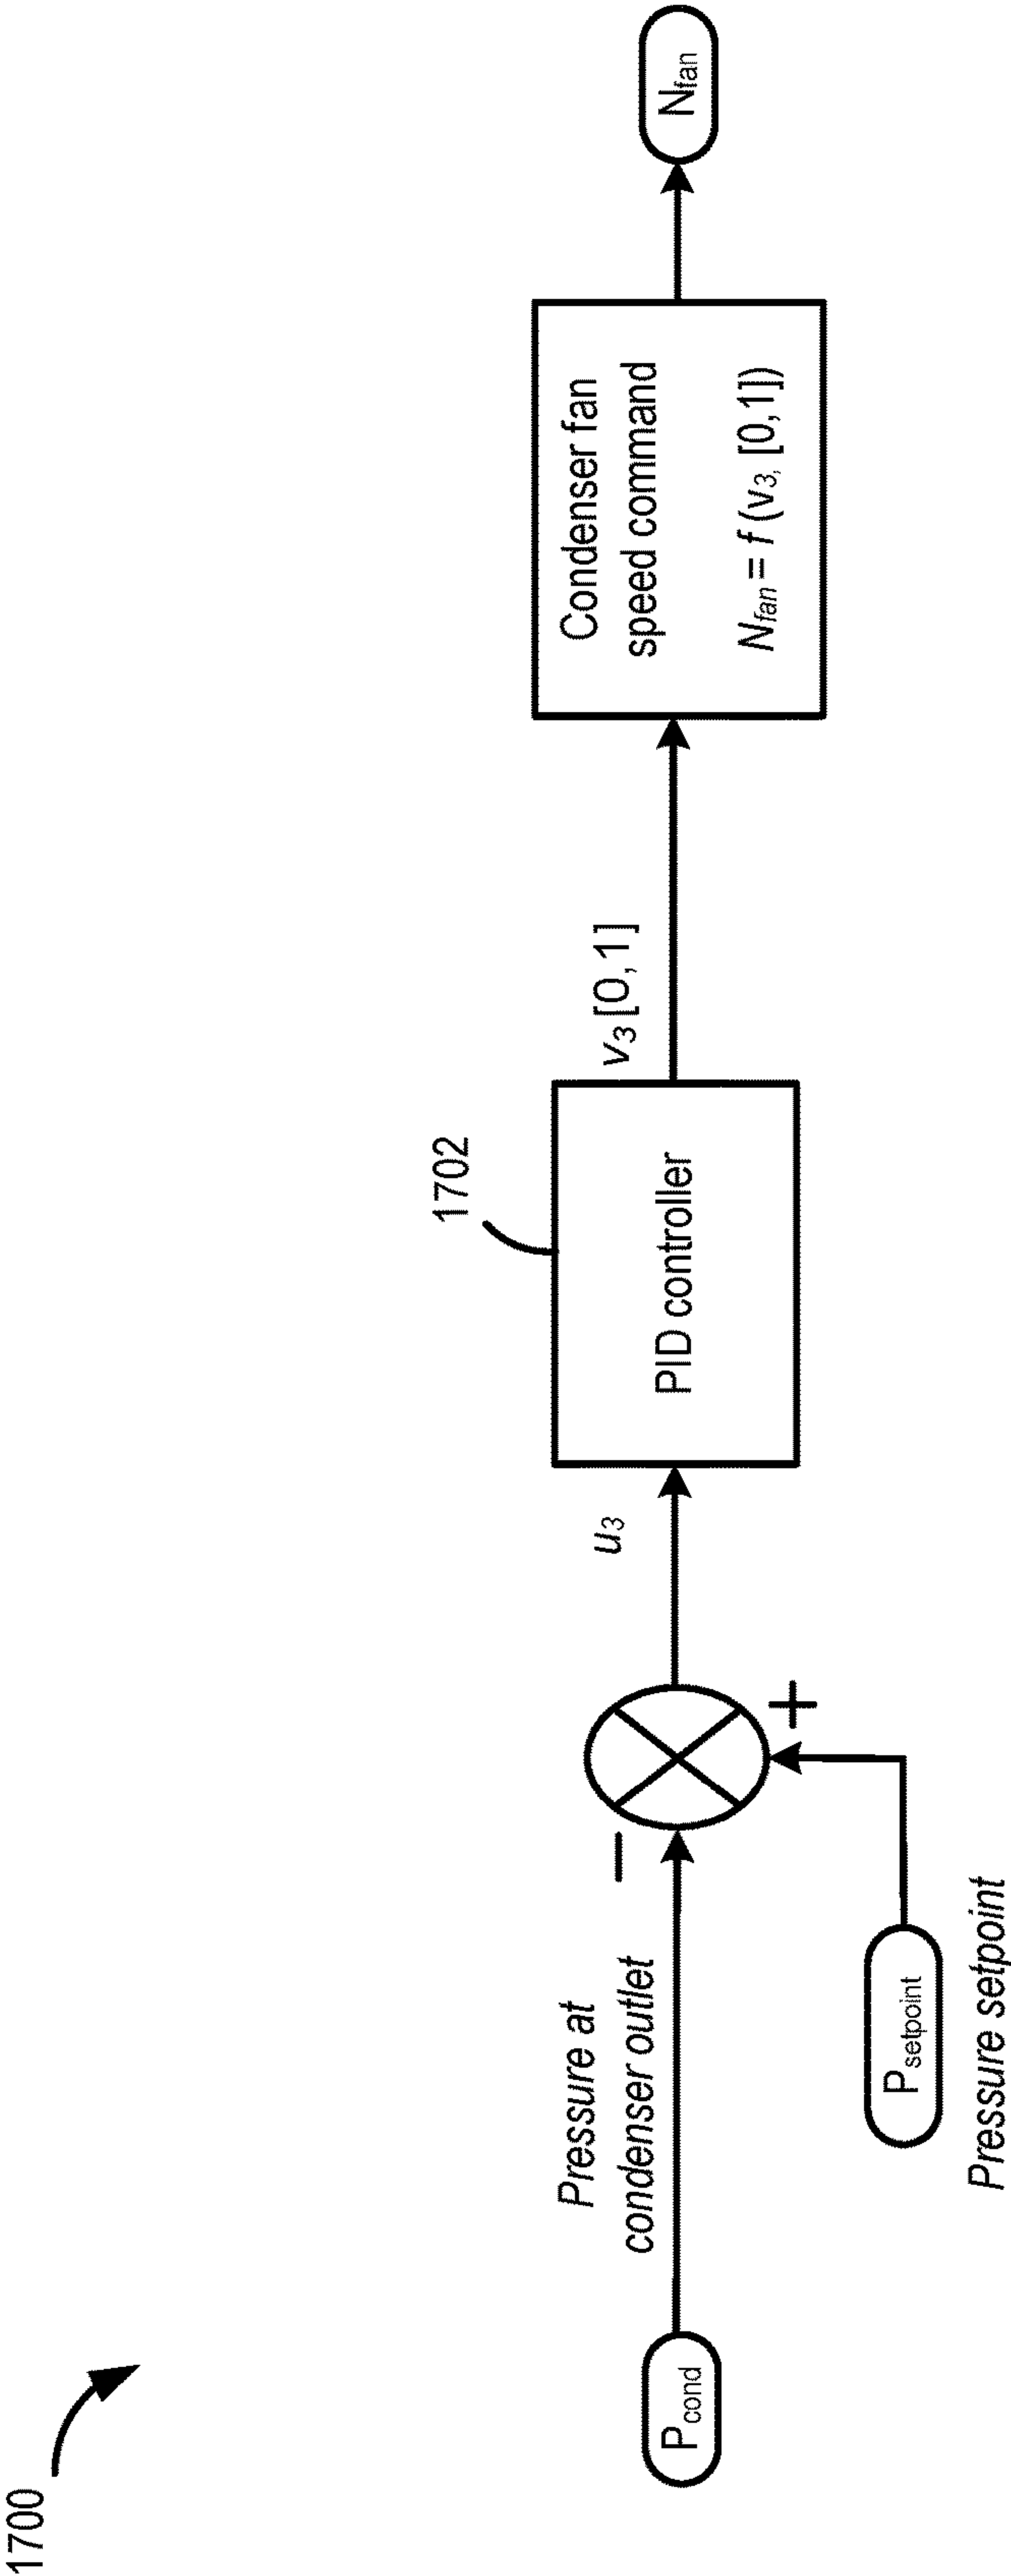 1700
P_cond
Pressure at
condenser outlet
−
P_setpoint
Pressure setpoint
+
u_3
1702
PID controller
v_3 [0,1]
Condenser fan
speed command
N_fan = f (v_3, [0,1])
N_fan